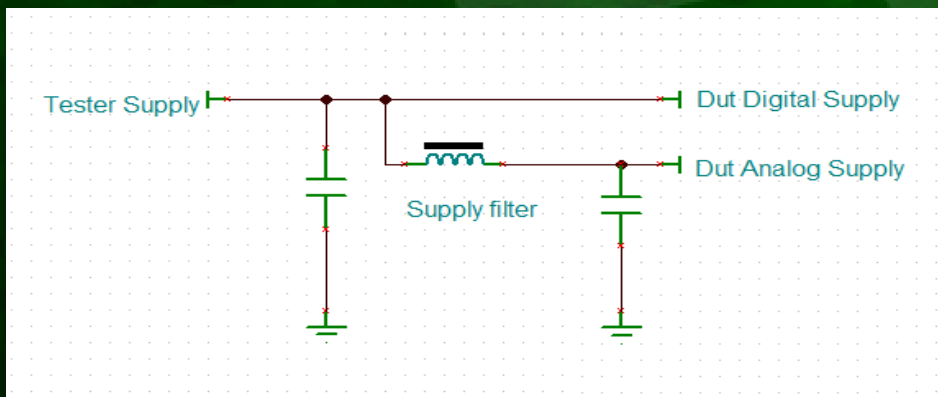 Tester Supply
Dut Digital Supply
Dut Analog Supply
Supply filter